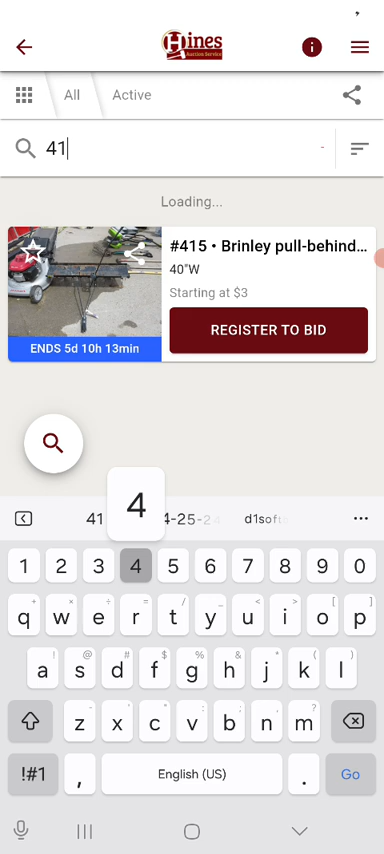 Hines
Auction Service
All
Active
41
-
Loading...
#415 • Brinley pull-behind...
40"W
Starting at $3
REGISTER TO BID
ENDS 5d 10h 13min
4
41
4-25-24
d1softs
1 2 3 4 5 6 7 8 9 0
+ × ÷ = / _ < > [ ]
q w e r t y u i o p
! @ # $ % ^ & * ( )
a s d f g h j k l
- ' " : ; , ?
z x c v b n m
!#1 , English (US) . Go